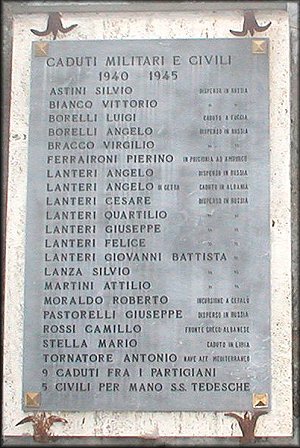 CADUTI MILITARI E CIVILI
1940 1945
ASTINI SILVIO DISPERSO IN RUSSIA
BIANCO VITTORIO " "
BORELLI LUIGI CADUTO A FOGGIA
BORELLI ANGELO DISPERSO IN RUSSIA
BRACCO VIRGILIO " "
FERRAIRONI PIERINO IN PRIGIONIA AD AMBURGO
LANTERI ANGELO DISPERSO IN RUSSIA
LANTERI ANGELO DI CADUTO IN ALBANIA
LANTERI CESARE DISPERSO IN RUSSIA
LANTERI QUARTILIO " "
LANTERI GIUSEPPE " "
LANTERI FELICE " "
LANTERI GIOVANNI BATTISTA " "
LANZA SILVIO " "
MARTINI ATTILIO " "
MORALDO ROBERTO INCURSIONE A CEFALÙ
PASTORELLI GIUSEPPE DISPERSO IN RUSSIA
ROSSI CAMILLO FRONTE GRECO ALBANESE
STELLA MARIO CADUTO IN LIBIA
TORNATORE ANTONIO NAVE AFF MEDITERRANEO
9 CADUTI FRA I PARTIGIANI
5 CIVILI PER MANO S.S. TEDESCHE